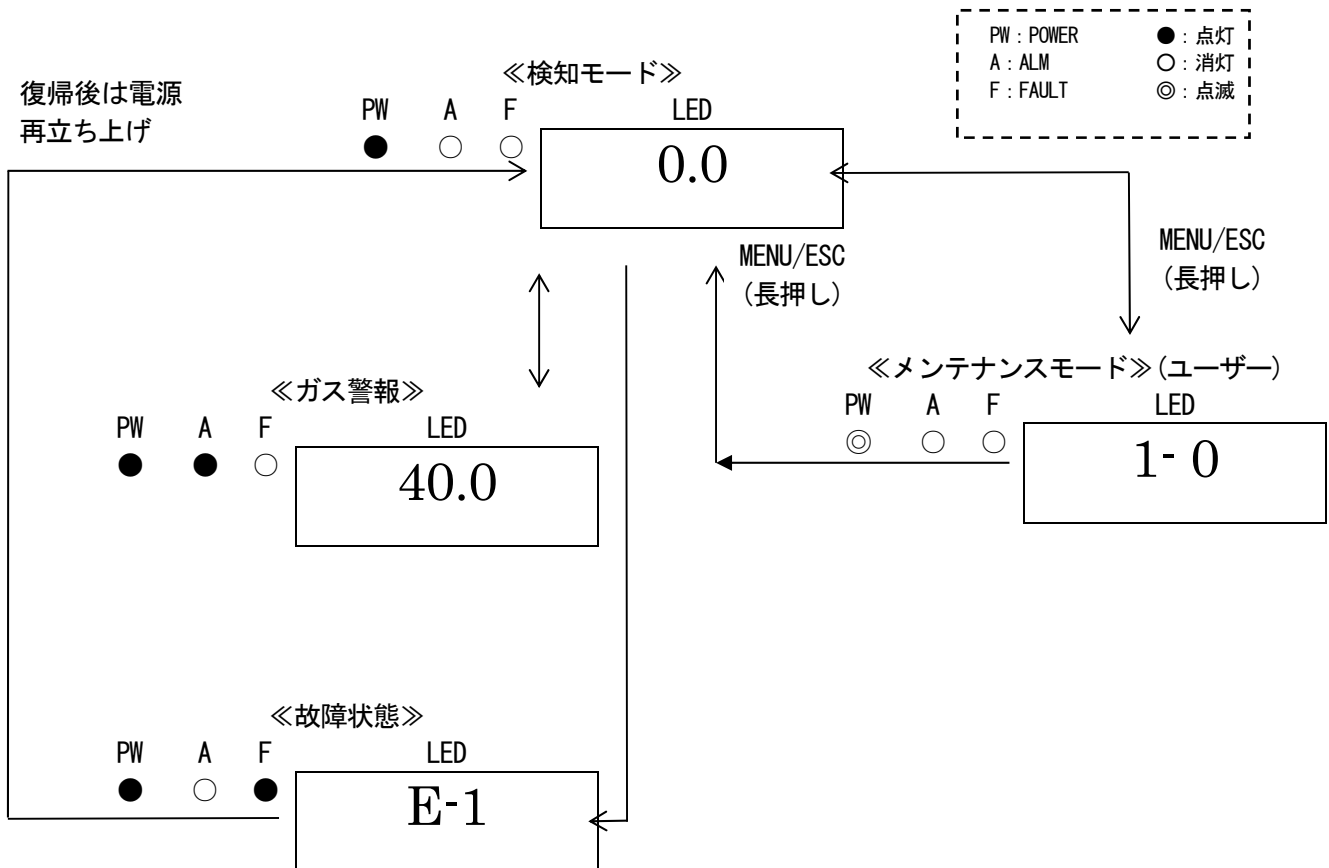 PW：POWER ●：点灯
A：ALM ○：消灯
F：FAULT ◎：点滅
復帰後は電源
再立ち上げ
≪検知モード≫
PW A F LED
● ○ ○
0.0
MENU/ESC
(長押し)
MENU/ESC
(長押し)
≪メンテナンスモード≫(ユーザー)
PW A F LED
◎ ○ ○
1- 0
≪ガス警報≫
PW A F LED
● ● ○
40.0
≪故障状態≫
PW A F LED
● ○ ●
E-1